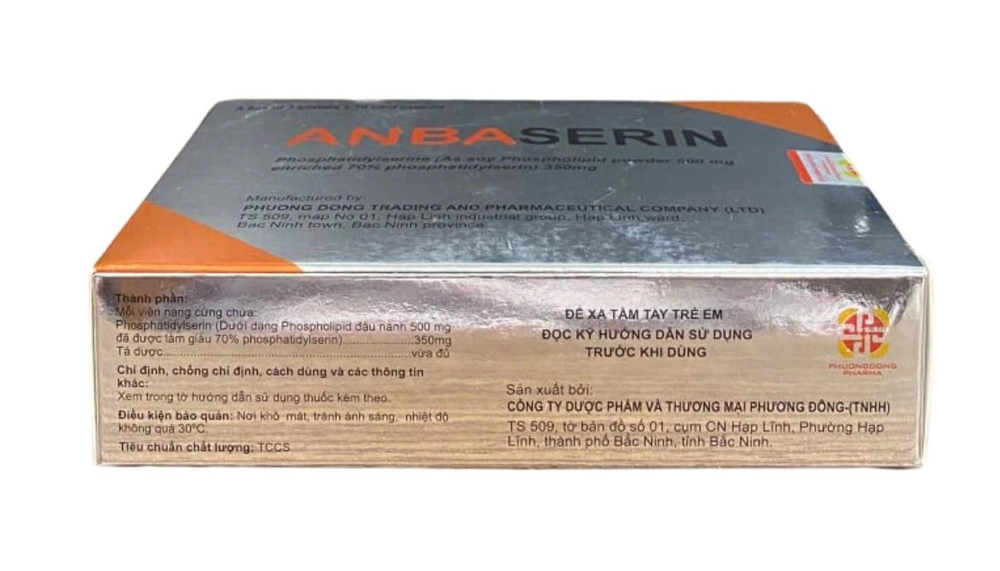 ANBASERIN
Phosphatidylserine (As soy Phospholipid powder 500 mg
enriched 70% phosphatidylserin) 350mg
Manufactured by
PHUONG DONG TRADING AND PHARMACEUTICAL COMPANY (LTD)
TS 509, map No 01, Hap Linh industrial group, Hap Linh ward,
Bac Ninh town, Bac Ninh province
Thành phần:
Mỗi viên nang cứng chứa:
Phosphatidylserin (Dưới dạng Phospholipid đậu nành 500 mg
đã được làm giàu 70% phosphatidylserin)....................350mg
Tá dược............................................................vừa đủ
Chỉ định, chống chỉ định, cách dùng và các thông tin
khác:
Xem trong tờ hướng dẫn sử dụng thuốc kèm theo.
Điều kiện bảo quản: Nơi khô mát, tránh ánh sáng, nhiệt độ
không quá 30°C.
Tiêu chuẩn chất lượng: TCCS
ĐỂ XA TẦM TAY TRẺ EM
ĐỌC KỸ HƯỚNG DẪN SỬ DỤNG
TRƯỚC KHI DÙNG
Sản xuất bởi:
CÔNG TY DƯỢC PHẨM VÀ THƯƠNG MẠI PHƯƠNG ĐÔNG-(TNHH)
TS 509, tờ bản đồ số 01, cụm CN Hạp Lĩnh, Phường Hạp
Lĩnh, thành phố Bắc Ninh, tỉnh Bắc Ninh.
PHUONGDONG
PHARMA